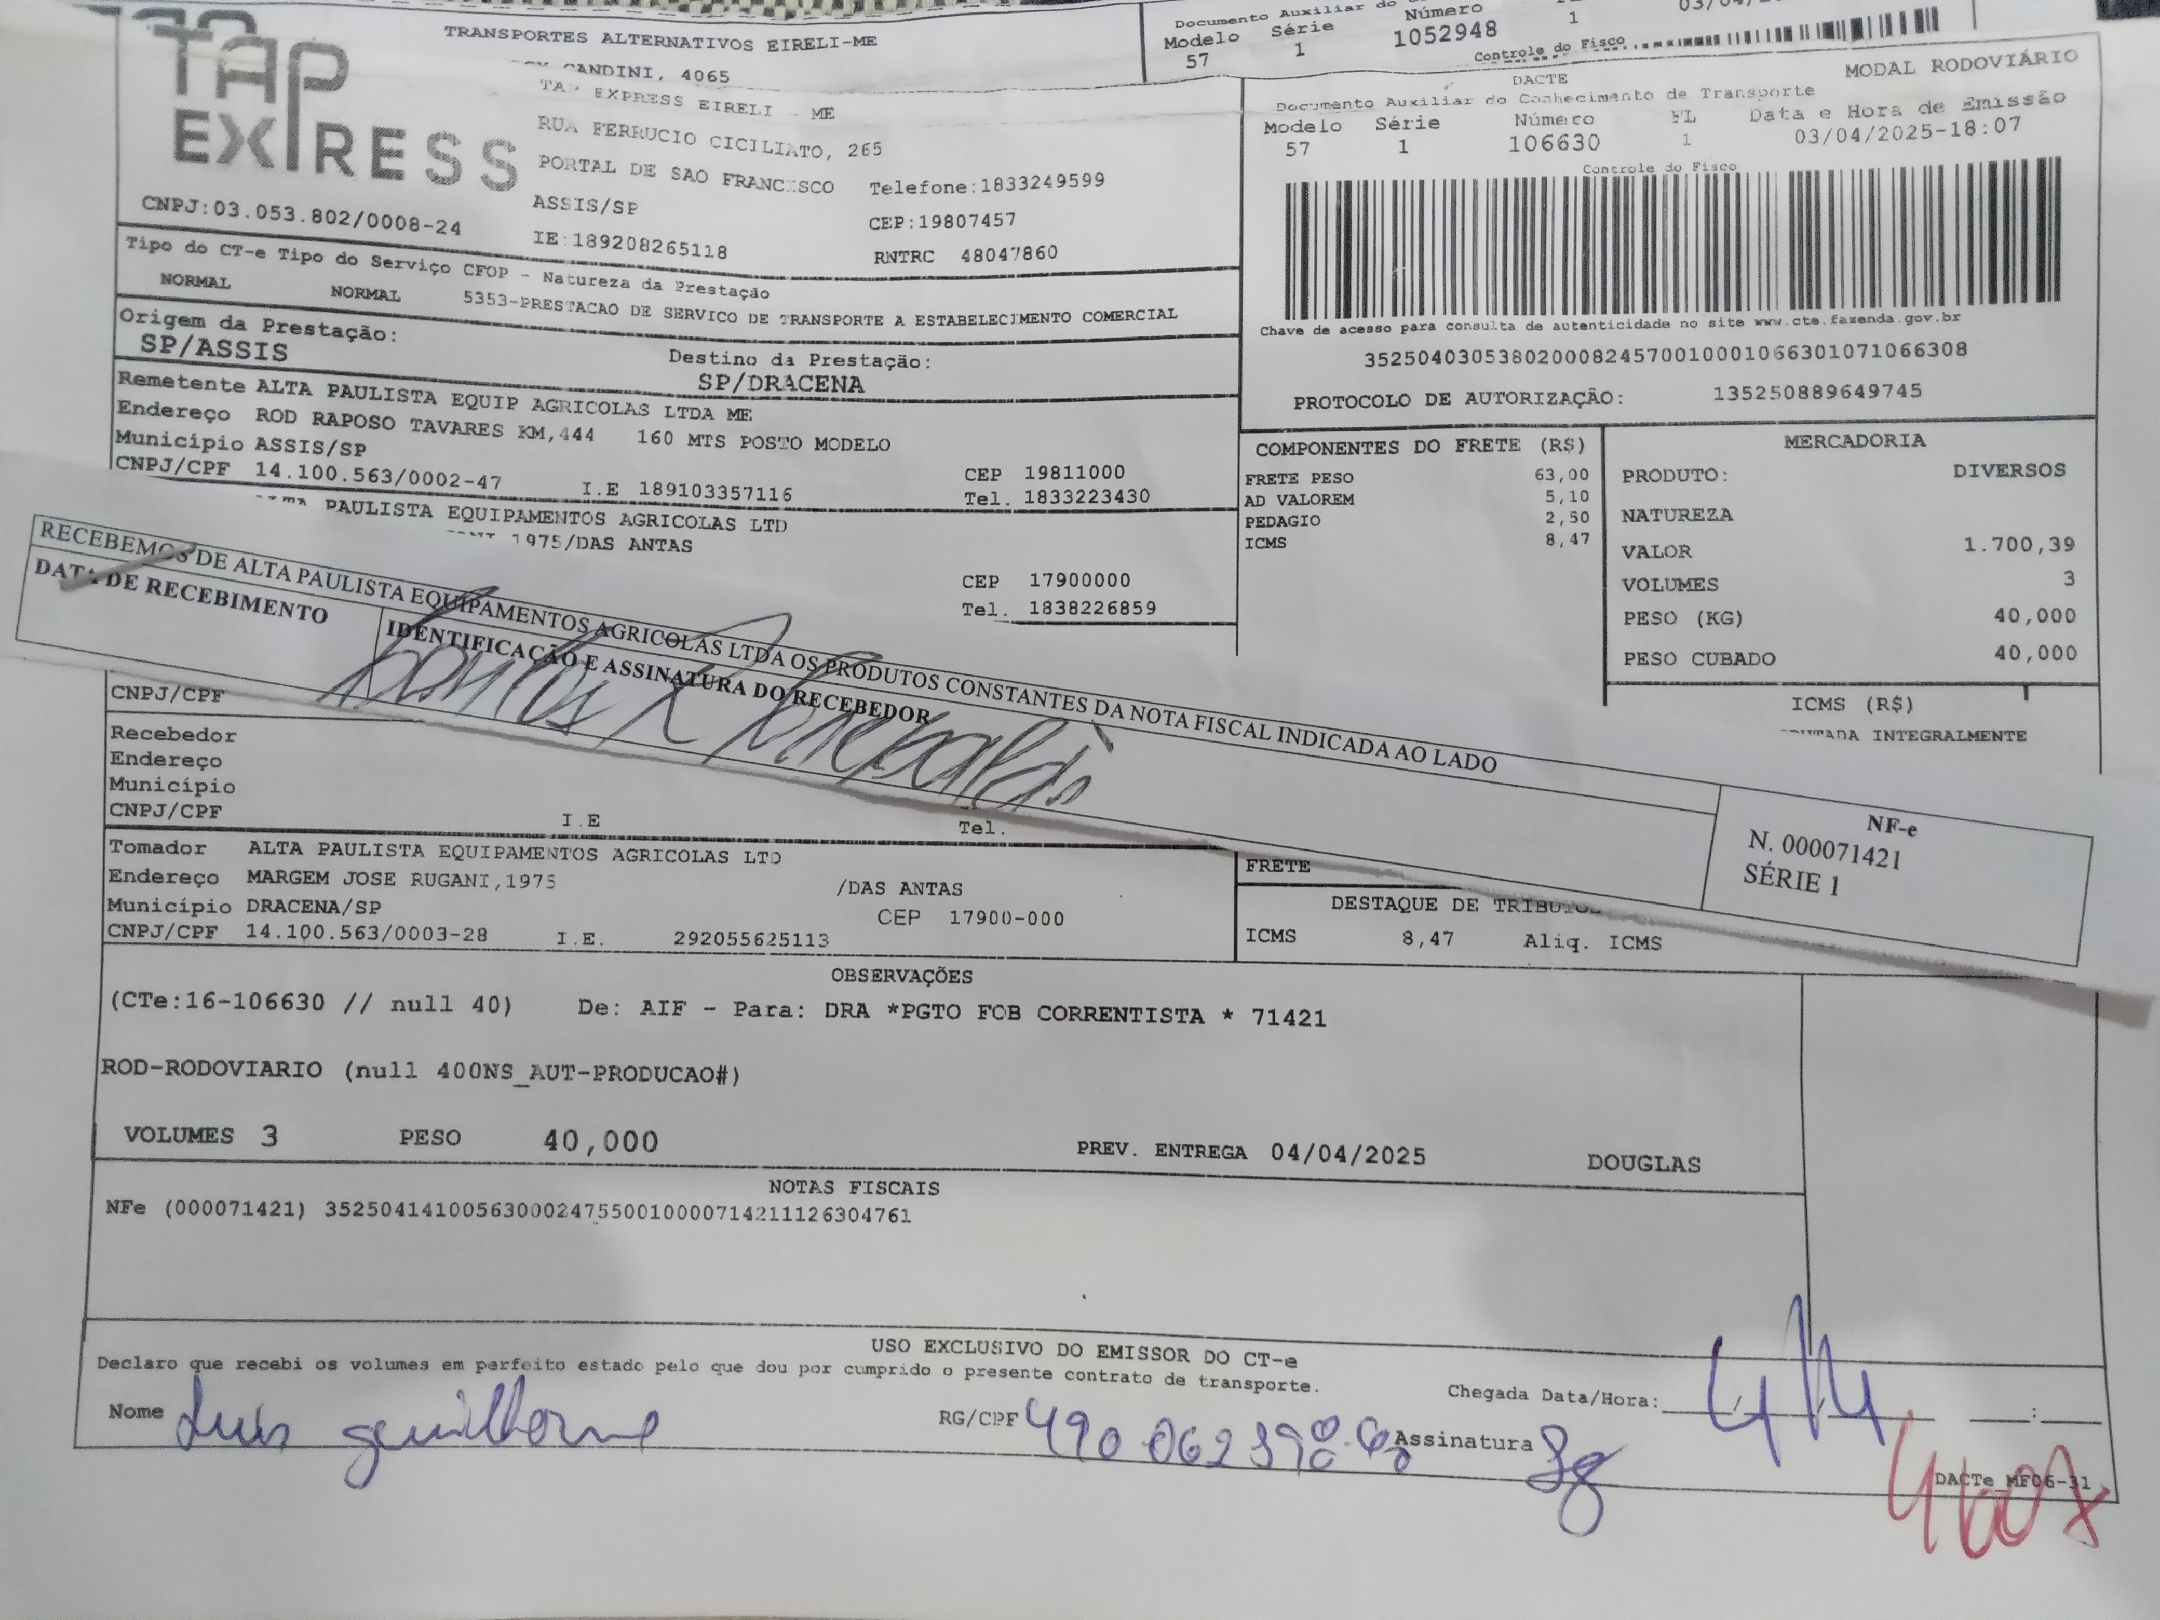 TRANSPORTES ALTERNATIVOS EIRELI-ME
CANDINI, 4065
Documento Auxiliar do
Modelo Série Número
57 1 1052948 1
Controle do Fisco
TAP EXPRESS
TAP EXPRESS EIRELI - ME
RUA FERRUCIO CICILIATO, 265
PORTAL DE SAO FRANCISCO Telefone:1833249599
ASSIS/SP CEP:19807457
CNPJ:03.053.802/0008-24 IE:189208265118 RNTRC 48047860
DACTE MODAL RODOVIÁRIO
Documento Auxiliar do Conhecimento de Transporte
Modelo Série Número FL Data e Hora de Emissão
57 1 106630 1 03/04/2025-18:07
Controle do Fisco
Chave de acesso para consulta de autenticidade no site www.cte.fazenda.gov.br
35250403053802000824570010001066301071066308
PROTOCOLO DE AUTORIZAÇÃO: 135250889649745
Tipo do CT-e Tipo do Serviço CFOP - Natureza da Prestação
NORMAL NORMAL 5353-PRESTACAO DE SERVICO DE TRANSPORTE A ESTABELECIMENTO COMERCIAL
Origem da Prestação: Destino da Prestação:
SP/ASSIS SP/DRACENA
Remetente ALTA PAULISTA EQUIP AGRICOLAS LTDA ME
Endereço ROD RAPOSO TAVARES KM,444 160 MTS POSTO MODELO
Município ASSIS/SP CEP 19811000
CNPJ/CPF 14.100.563/0002-47 I.E 189103357116 Tel. 1833223430
PAULISTA EQUIPAMENTOS AGRICOLAS LTD
1975/DAS ANTAS
CEP 17900000
Tel. 1838226859
COMPONENTES DO FRETE (R$)
FRETE PESO 63,00
AD VALOREM 5,10
PEDAGIO 2,50
ICMS 8,47
MERCADORIA
PRODUTO: DIVERSOS
NATUREZA
VALOR 1.700,39
VOLUMES 3
PESO (KG) 40,000
PESO CUBADO 40,000
ICMS (R$)
INTEGRALMENTE
RECEBEMOS DE ALTA PAULISTA EQUIPAMENTOS AGRICOLAS LTDA OS PRODUTOS CONSTANTES DA NOTA FISCAL INDICADA AO LADO
DATA DE RECEBIMENTO IDENTIFICAÇÃO E ASSINATURA DO RECEBEDOR
NF-e
N. 000071421
SÉRIE 1
CNPJ/CPF
Recebedor
Endereço
Município
CNPJ/CPF I.E Tel.
Tomador ALTA PAULISTA EQUIPAMENTOS AGRICOLAS LTD
Endereço MARGEM JOSE RUGANI,1975 /DAS ANTAS
Município DRACENA/SP CEP 17900-000
CNPJ/CPF 14.100.563/0003-28 I.E. 292055625113
FRETE
DESTAQUE DE TRIBUTOS
ICMS 8,47 Aliq. ICMS
OBSERVAÇÕES
(CTe:16-106630 // null 40) De: AIF - Para: DRA *PGTO FOB CORRENTISTA * 71421
ROD-RODOVIARIO (null 400NS_AUT-PRODUCAO#)
VOLUMES 3 PESO 40,000 PREV. ENTREGA 04/04/2025 DOUGLAS
NOTAS FISCAIS
NFe (000071421) 35250414100563000247550010000714211126304761
USO EXCLUSIVO DO EMISSOR DO CT-e
Declaro que recebi os volumes em perfeito estado pelo que dou por cumprido o presente contrato de transporte.
Chegada Data/Hora: 4/4
Nome Luis guilherme RG/CPF Assinatura
DACTe_MF06-31